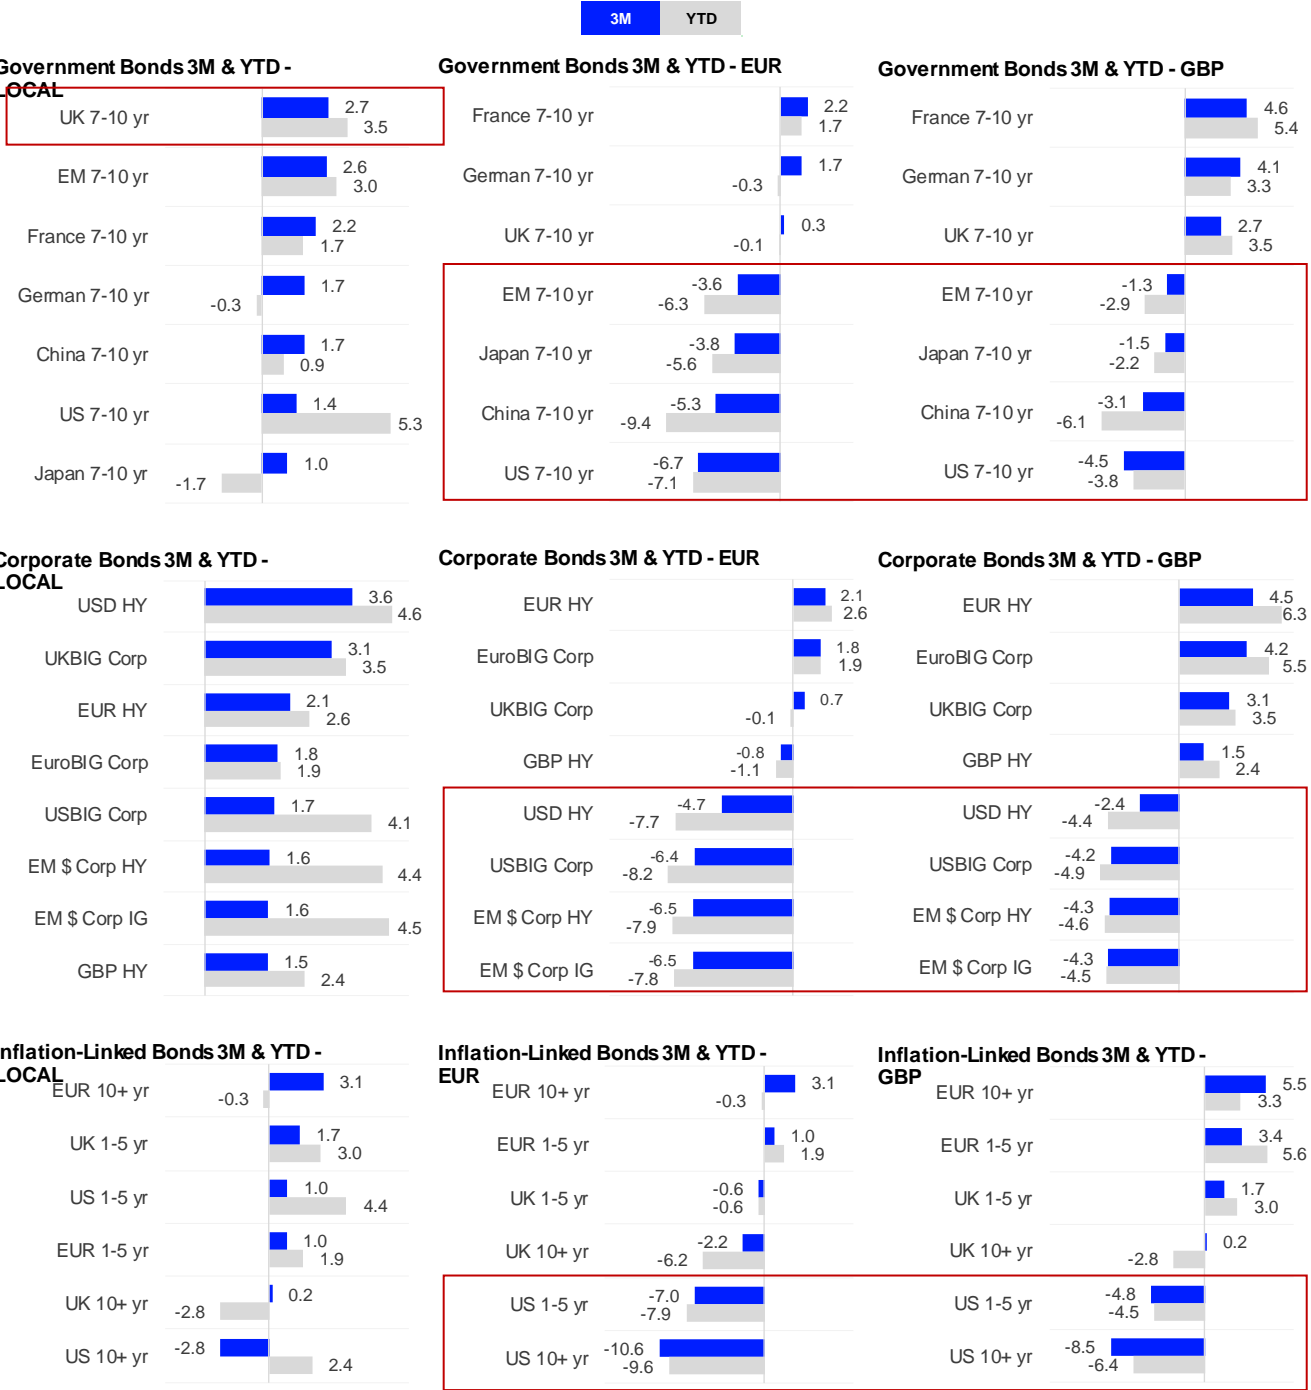 3M YTD
Government Bonds 3M & YTD -
LOCAL
UK 7-10 yr 2.7
3.5
EM 7-10 yr 2.6
3.0
France 7-10 yr 2.2
1.7
German 7-10 yr 1.7
-0.3
China 7-10 yr 1.7
0.9
US 7-10 yr 1.4
5.3
Japan 7-10 yr 1.0
-1.7
Government Bonds 3M & YTD - EUR
France 7-10 yr 2.2
1.7
German 7-10 yr 1.7
-0.3
UK 7-10 yr 0.3
-0.1
EM 7-10 yr -3.6
-6.3
Japan 7-10 yr -3.8
-5.6
China 7-10 yr -5.3
-9.4
US 7-10 yr -6.7
-7.1
Government Bonds 3M & YTD - GBP
France 7-10 yr 4.6
5.4
German 7-10 yr 4.1
3.3
UK 7-10 yr 2.7
3.5
EM 7-10 yr -1.3
-2.9
Japan 7-10 yr -1.5
-2.2
China 7-10 yr -3.1
-6.1
US 7-10 yr -4.5
-3.8
Corporate Bonds 3M & YTD -
LOCAL
USD HY 3.6
4.6
UKBIG Corp 3.1
3.5
EUR HY 2.1
2.6
EuroBIG Corp 1.8
1.9
USBIG Corp 1.7
4.1
EM $ Corp HY 1.6
4.4
EM $ Corp IG 1.6
4.5
GBP HY 1.5
2.4
Corporate Bonds 3M & YTD - EUR
EUR HY 2.1
2.6
EuroBIG Corp 1.8
1.9
UKBIG Corp 0.7
-0.1
GBP HY -0.8
-1.1
USD HY -4.7
-7.7
USBIG Corp -6.4
-8.2
EM $ Corp HY -6.5
-7.9
EM $ Corp IG -6.5
-7.8
Corporate Bonds 3M & YTD - GBP
EUR HY 4.5
6.3
EuroBIG Corp 4.2
5.5
UKBIG Corp 3.1
3.5
GBP HY 1.5
2.4
USD HY -2.4
-4.4
USBIG Corp -4.2
-4.9
EM $ Corp HY -4.3
-4.6
EM $ Corp IG -4.3
-4.5
Inflation-Linked Bonds 3M & YTD -
LOCAL
EUR 10+ yr 3.1
-0.3
UK 1-5 yr 1.7
3.0
US 1-5 yr 1.0
4.4
EUR 1-5 yr 1.0
1.9
UK 10+ yr 0.2
-2.8
US 10+ yr -2.8
2.4
Inflation-Linked Bonds 3M & YTD -
EUR
EUR 10+ yr 3.1
-0.3
EUR 1-5 yr 1.0
1.9
UK 1-5 yr -0.6
-0.6
UK 10+ yr -2.2
-6.2
US 1-5 yr -7.0
-7.9
US 10+ yr -10.6
-9.6
Inflation-Linked Bonds 3M & YTD -
GBP
EUR 10+ yr 5.5
3.3
EUR 1-5 yr 3.4
5.6
UK 1-5 yr 1.7
3.0
UK 10+ yr 0.2
-2.8
US 1-5 yr -4.8
-4.5
US 10+ yr -8.5
-6.4